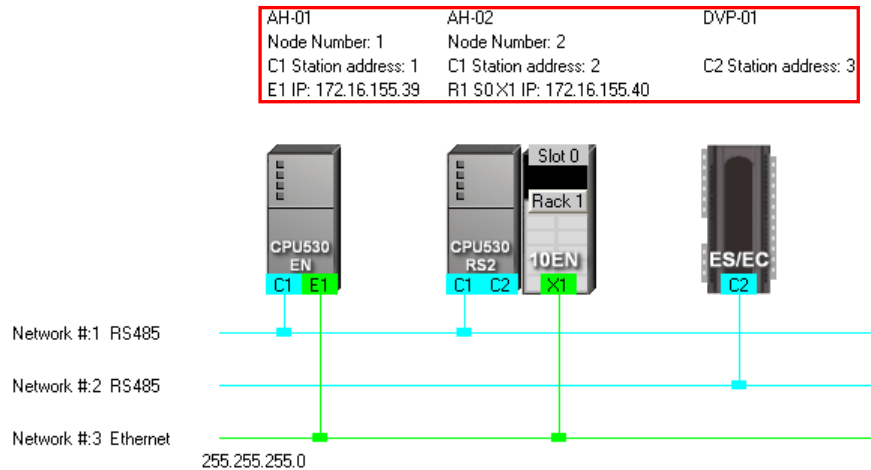 AH-01 AH-02 DVP-01
Node Number: 1 Node Number: 2
C1 Station address: 1 C1 Station address: 2 C2 Station address: 3
E1 IP: 172.16.155.39 R1 S0 X1 IP: 172.16.155.40
Slot 0
Rack 1
CPU530 CPU530 10EN ES/EC
EN RS2
C1 E1 C1 C2 X1 C2
Network #:1 RS485
Network #:2 RS485
Network #:3 Ethernet
255.255.255.0